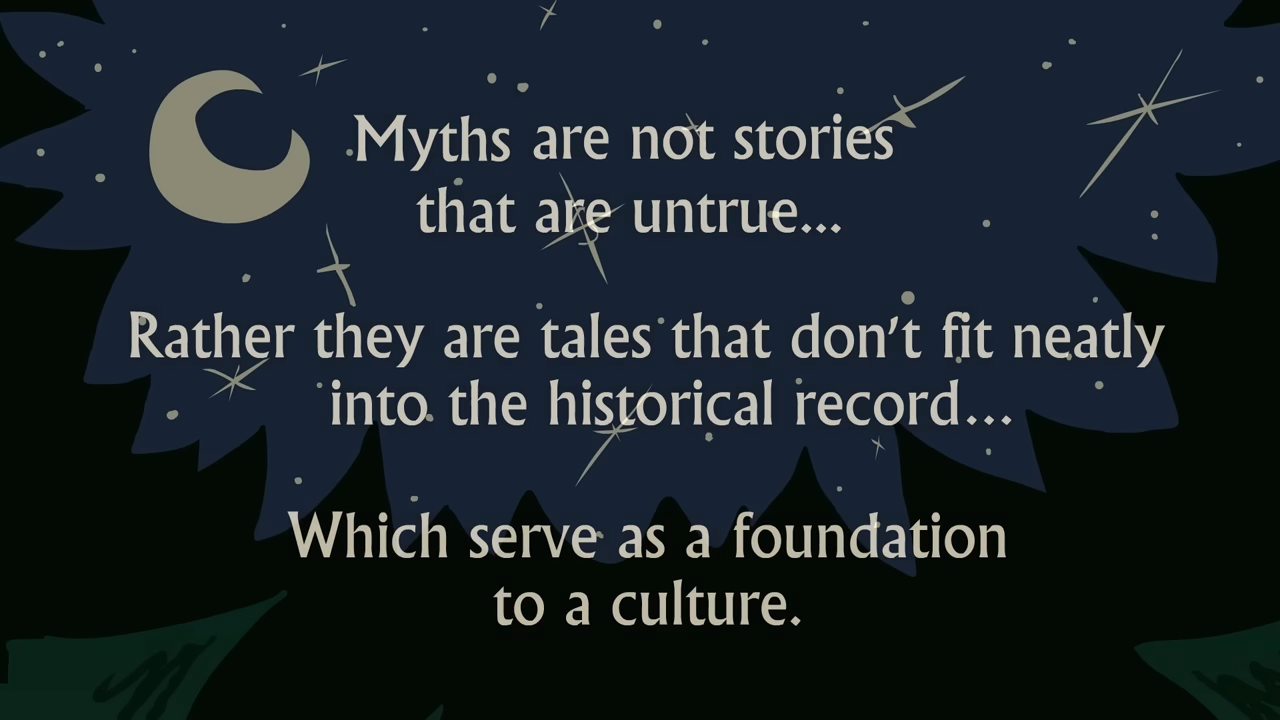 Myths are not stories
that are untrue...
Rather they are tales that don't fit neatly
into the historical record...
Which serve as a foundation
to a culture.